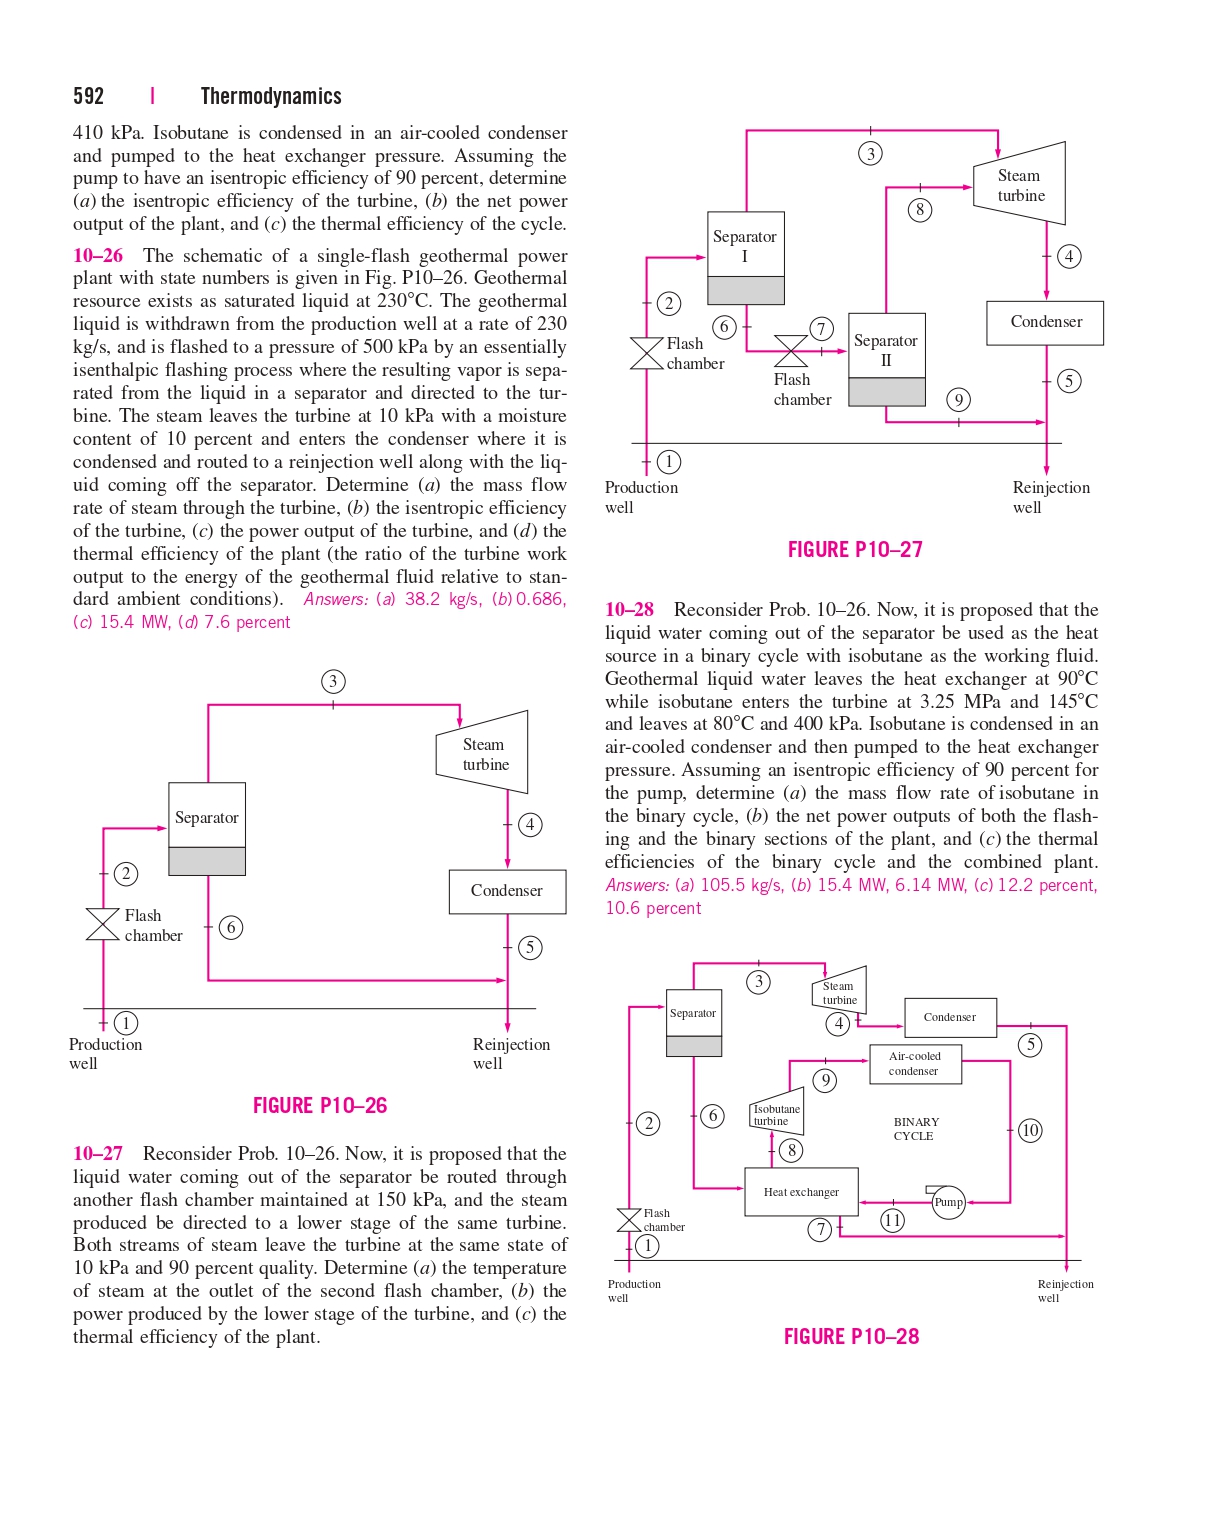 592 | Thermodynamics
410 kPa. Isobutane is condensed in an air-cooled condenser
and pumped to the heat exchanger pressure. Assuming the
pump to have an isentropic efficiency of 90 percent, determine
(a) the isentropic efficiency of the turbine, (b) the net power
output of the plant, and (c) the thermal efficiency of the cycle.
10–26 The schematic of a single-flash geothermal power
plant with state numbers is given in Fig. P10–26. Geothermal
resource exists as saturated liquid at 230°C. The geothermal
liquid is withdrawn from the production well at a rate of 230
kg/s, and is flashed to a pressure of 500 kPa by an essentially
isenthalpic flashing process where the resulting vapor is sepa-
rated from the liquid in a separator and directed to the tur-
bine. The steam leaves the turbine at 10 kPa with a moisture
content of 10 percent and enters the condenser where it is
condensed and routed to a reinjection well along with the liq-
uid coming off the separator. Determine (a) the mass flow
rate of steam through the turbine, (b) the isentropic efficiency
of the turbine, (c) the power output of the turbine, and (d) the
thermal efficiency of the plant (the ratio of the turbine work
output to the energy of the geothermal fluid relative to stan-
dard ambient conditions). Answers: (a) 38.2 kg/s, (b) 0.686,
(c) 15.4 MW, (d) 7.6 percent
3
Steam
turbine
Separator
4
2
Condenser
Flash
chamber
6
5
1
Production
well
Reinjection
well
FIGURE P10–26
10–27 Reconsider Prob. 10–26. Now, it is proposed that the
liquid water coming out of the separator be routed through
another flash chamber maintained at 150 kPa, and the steam
produced be directed to a lower stage of the same turbine.
Both streams of steam leave the turbine at the same state of
10 kPa and 90 percent quality. Determine (a) the temperature
of steam at the outlet of the second flash chamber, (b) the
power produced by the lower stage of the turbine, and (c) the
thermal efficiency of the plant.
3
Steam
turbine
8
Separator
I
4
2
6
7
Condenser
Flash
chamber
Separator
II
Flash
chamber
5
9
1
Production
well
Reinjection
well
FIGURE P10–27
10–28 Reconsider Prob. 10–26. Now, it is proposed that the
liquid water coming out of the separator be used as the heat
source in a binary cycle with isobutane as the working fluid.
Geothermal liquid water leaves the heat exchanger at 90°C
while isobutane enters the turbine at 3.25 MPa and 145°C
and leaves at 80°C and 400 kPa. Isobutane is condensed in an
air-cooled condenser and then pumped to the heat exchanger
pressure. Assuming an isentropic efficiency of 90 percent for
the pump, determine (a) the mass flow rate of isobutane in
the binary cycle, (b) the net power outputs of both the flash-
ing and the binary sections of the plant, and (c) the thermal
efficiencies of the binary cycle and the combined plant.
Answers: (a) 105.5 kg/s, (b) 15.4 MW, 6.14 MW, (c) 12.2 percent,
10.6 percent
3
Steam
turbine
Separator
4
Condenser
5
Air-cooled
condenser
9
Isobutane
turbine
2
6
BINARY
CYCLE
10
8
Heat exchanger
Pump
Flash
chamber
7
11
1
Production
well
Reinjection
well
FIGURE P10–28